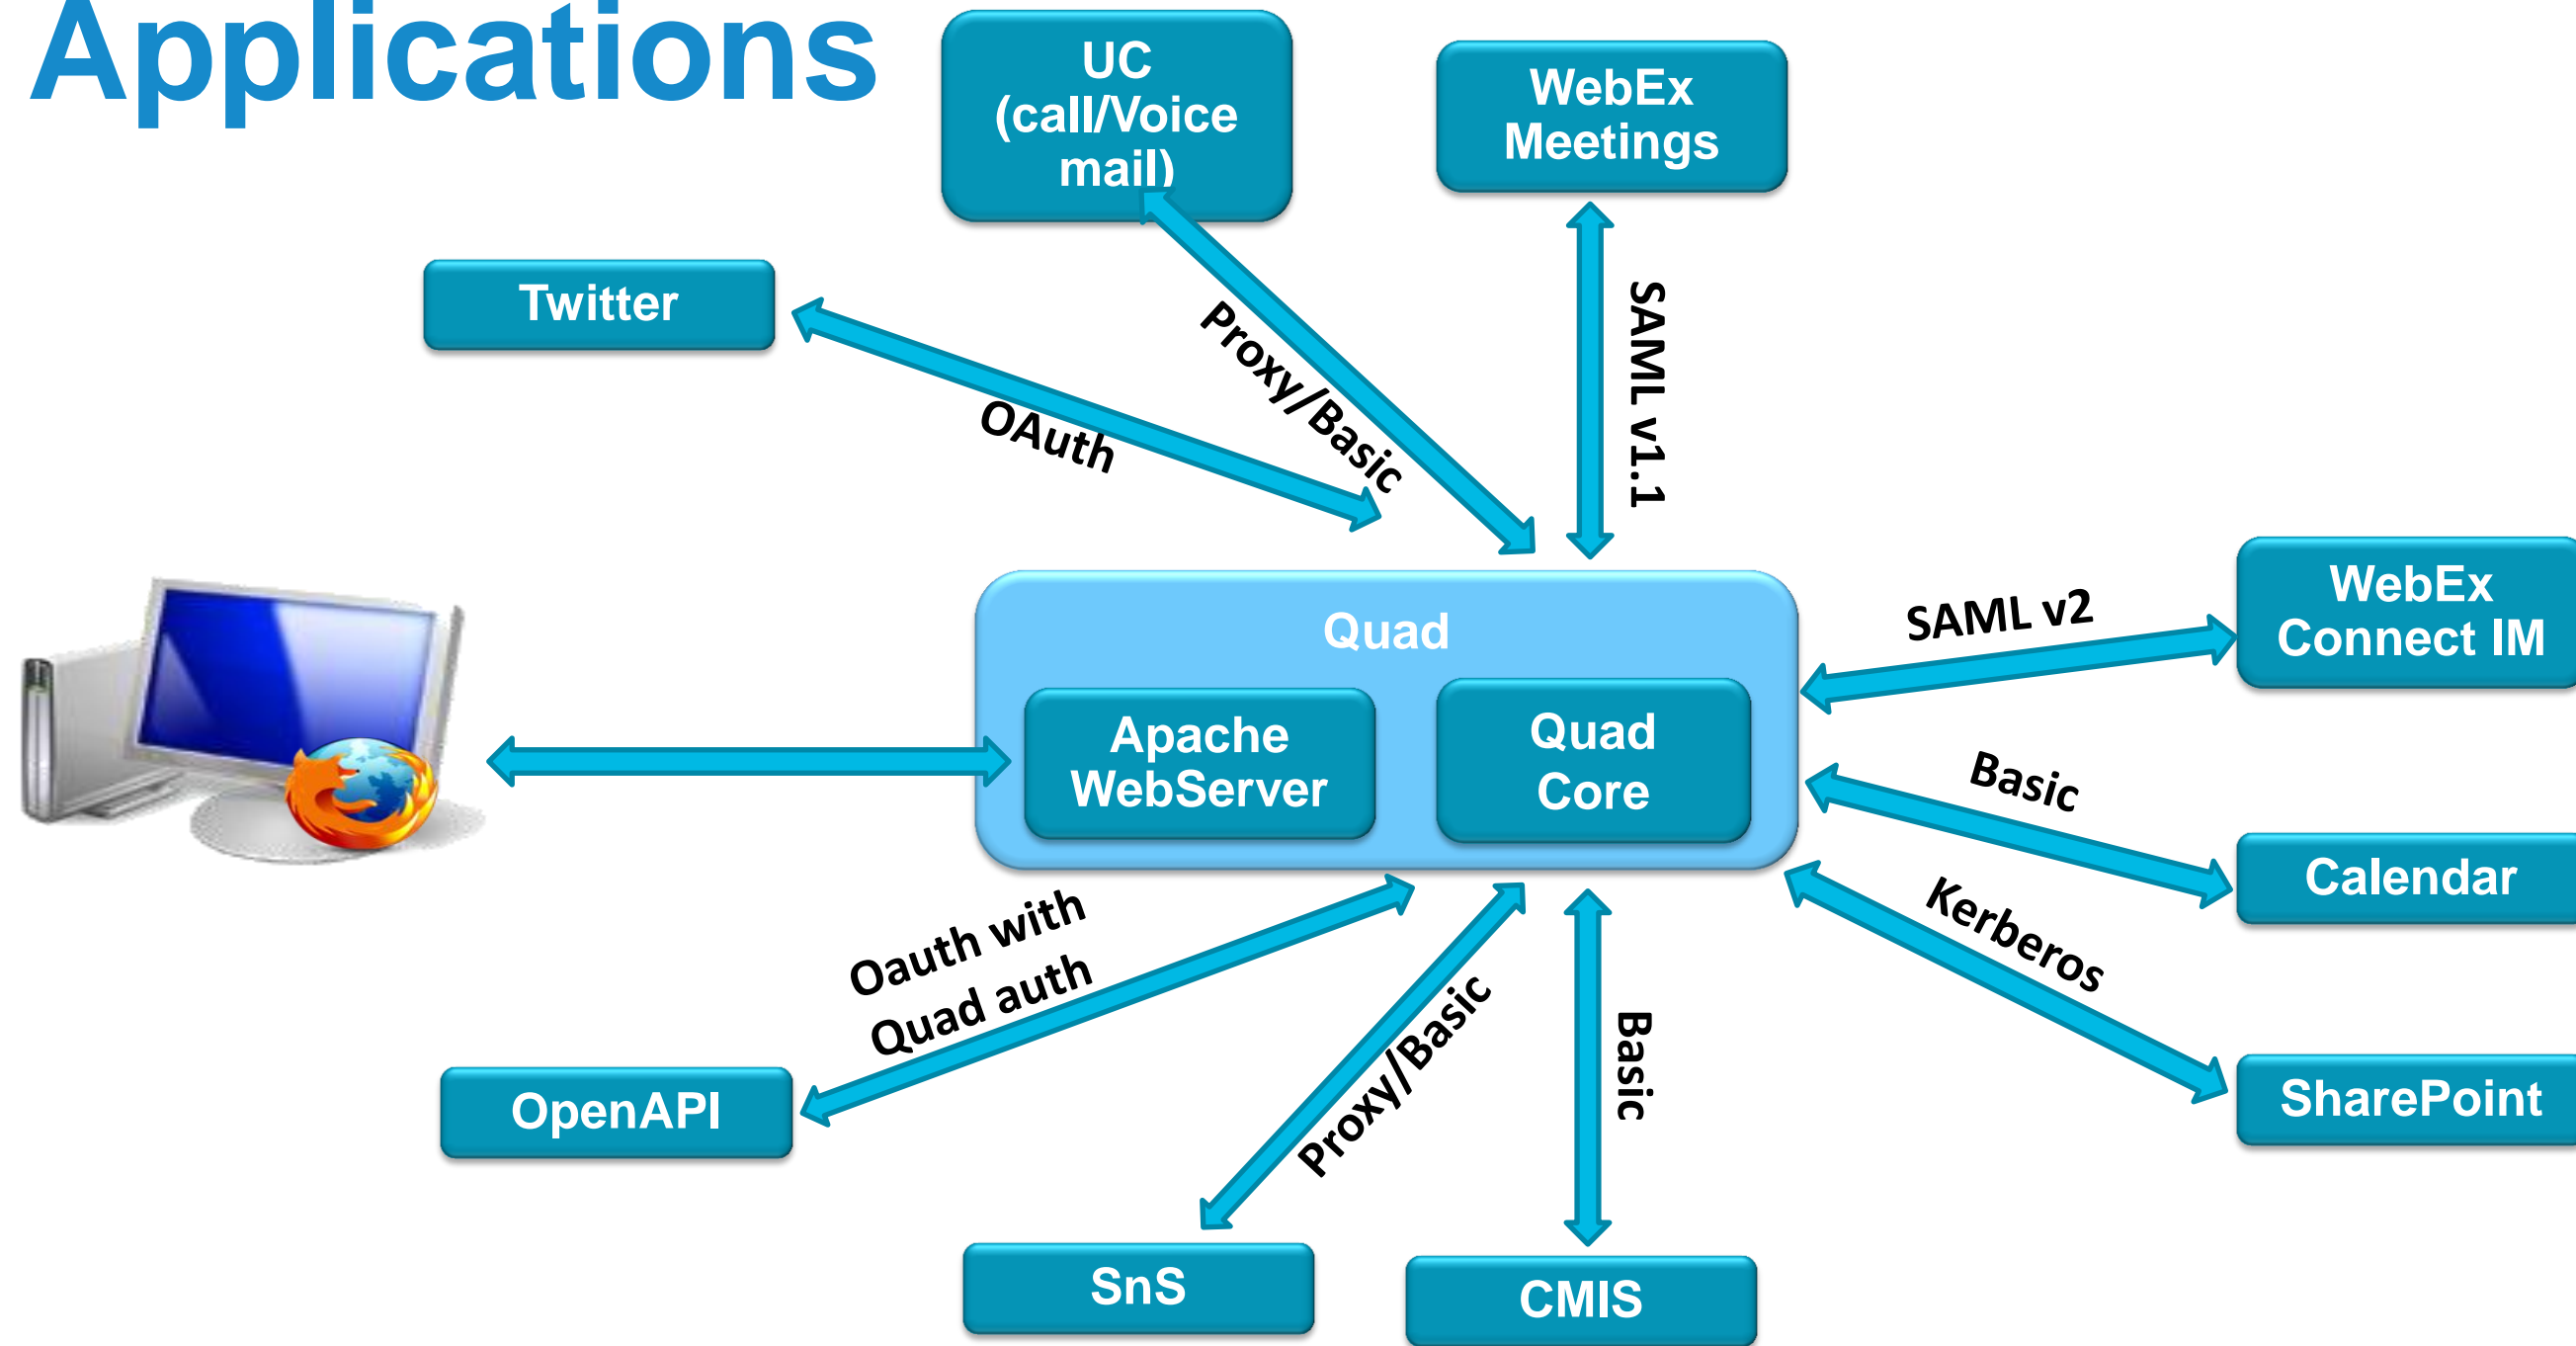 Applications
UC
(call/Voice
mail)
WebEx
Meetings
Twitter
OAuth
Proxy/Basic
SAML v1.1
Quad
Apache
WebServer
Quad
Core
SAML v2
WebEx
Connect IM
Basic
Calendar
Kerberos
SharePoint
Oauth with
Quad auth
OpenAPI
Proxy/Basic
SnS
Basic
CMIS